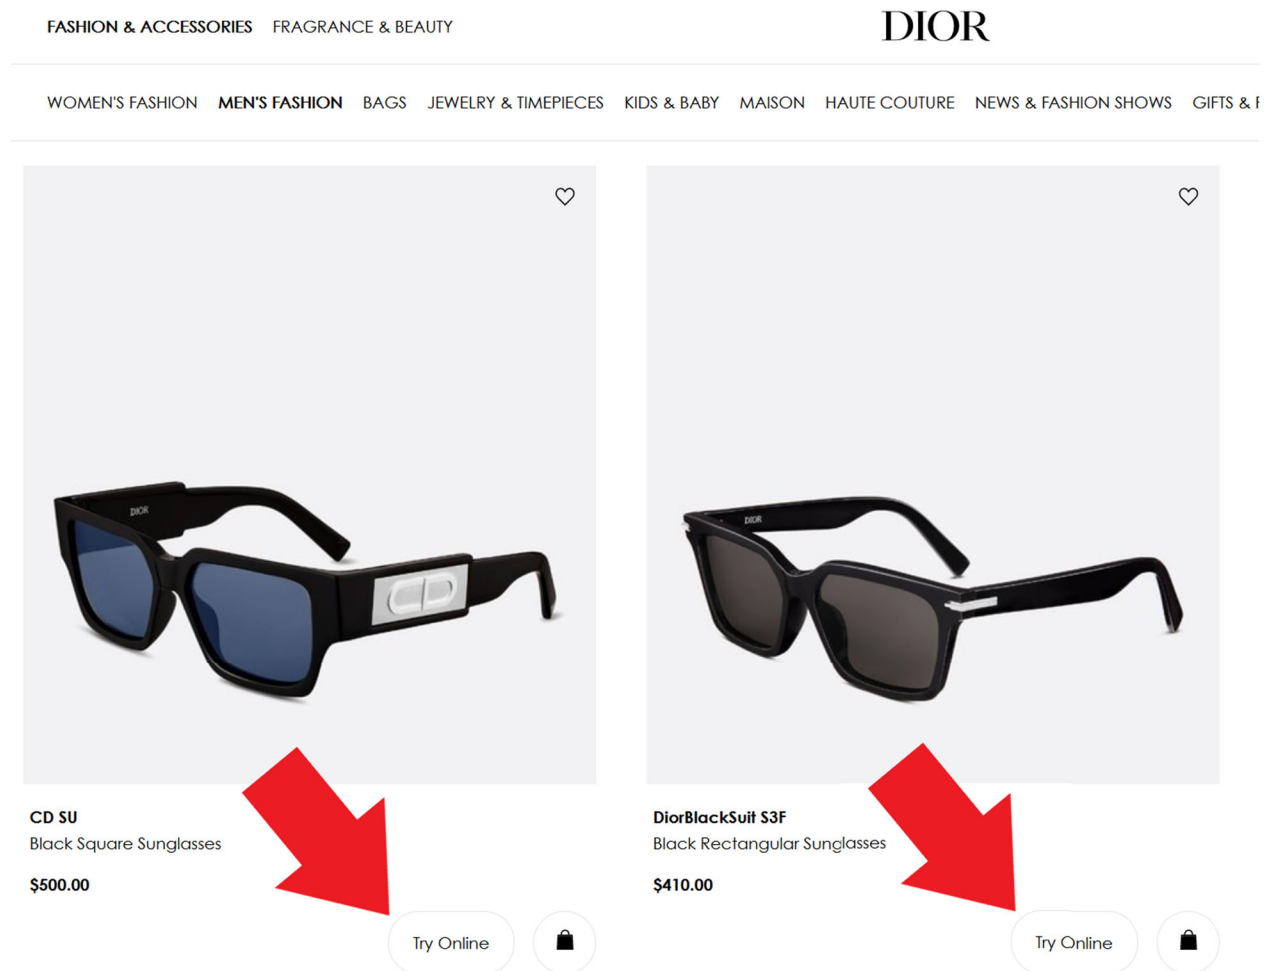 FASHION & ACCESSORIES FRAGRANCE & BEAUTY DIOR
WOMEN'S FASHION MEN'S FASHION BAGS JEWELRY & TIMEPIECES KIDS & BABY MAISON HAUTE COUTURE NEWS & FASHION SHOWS GIFTS &
DIOR
CD
DIOR
CD SU
Black Square Sunglasses
$500.00
Try Online
DiorBlackSuit S3F
Black Rectangular Sunglasses
$410.00
Try Online